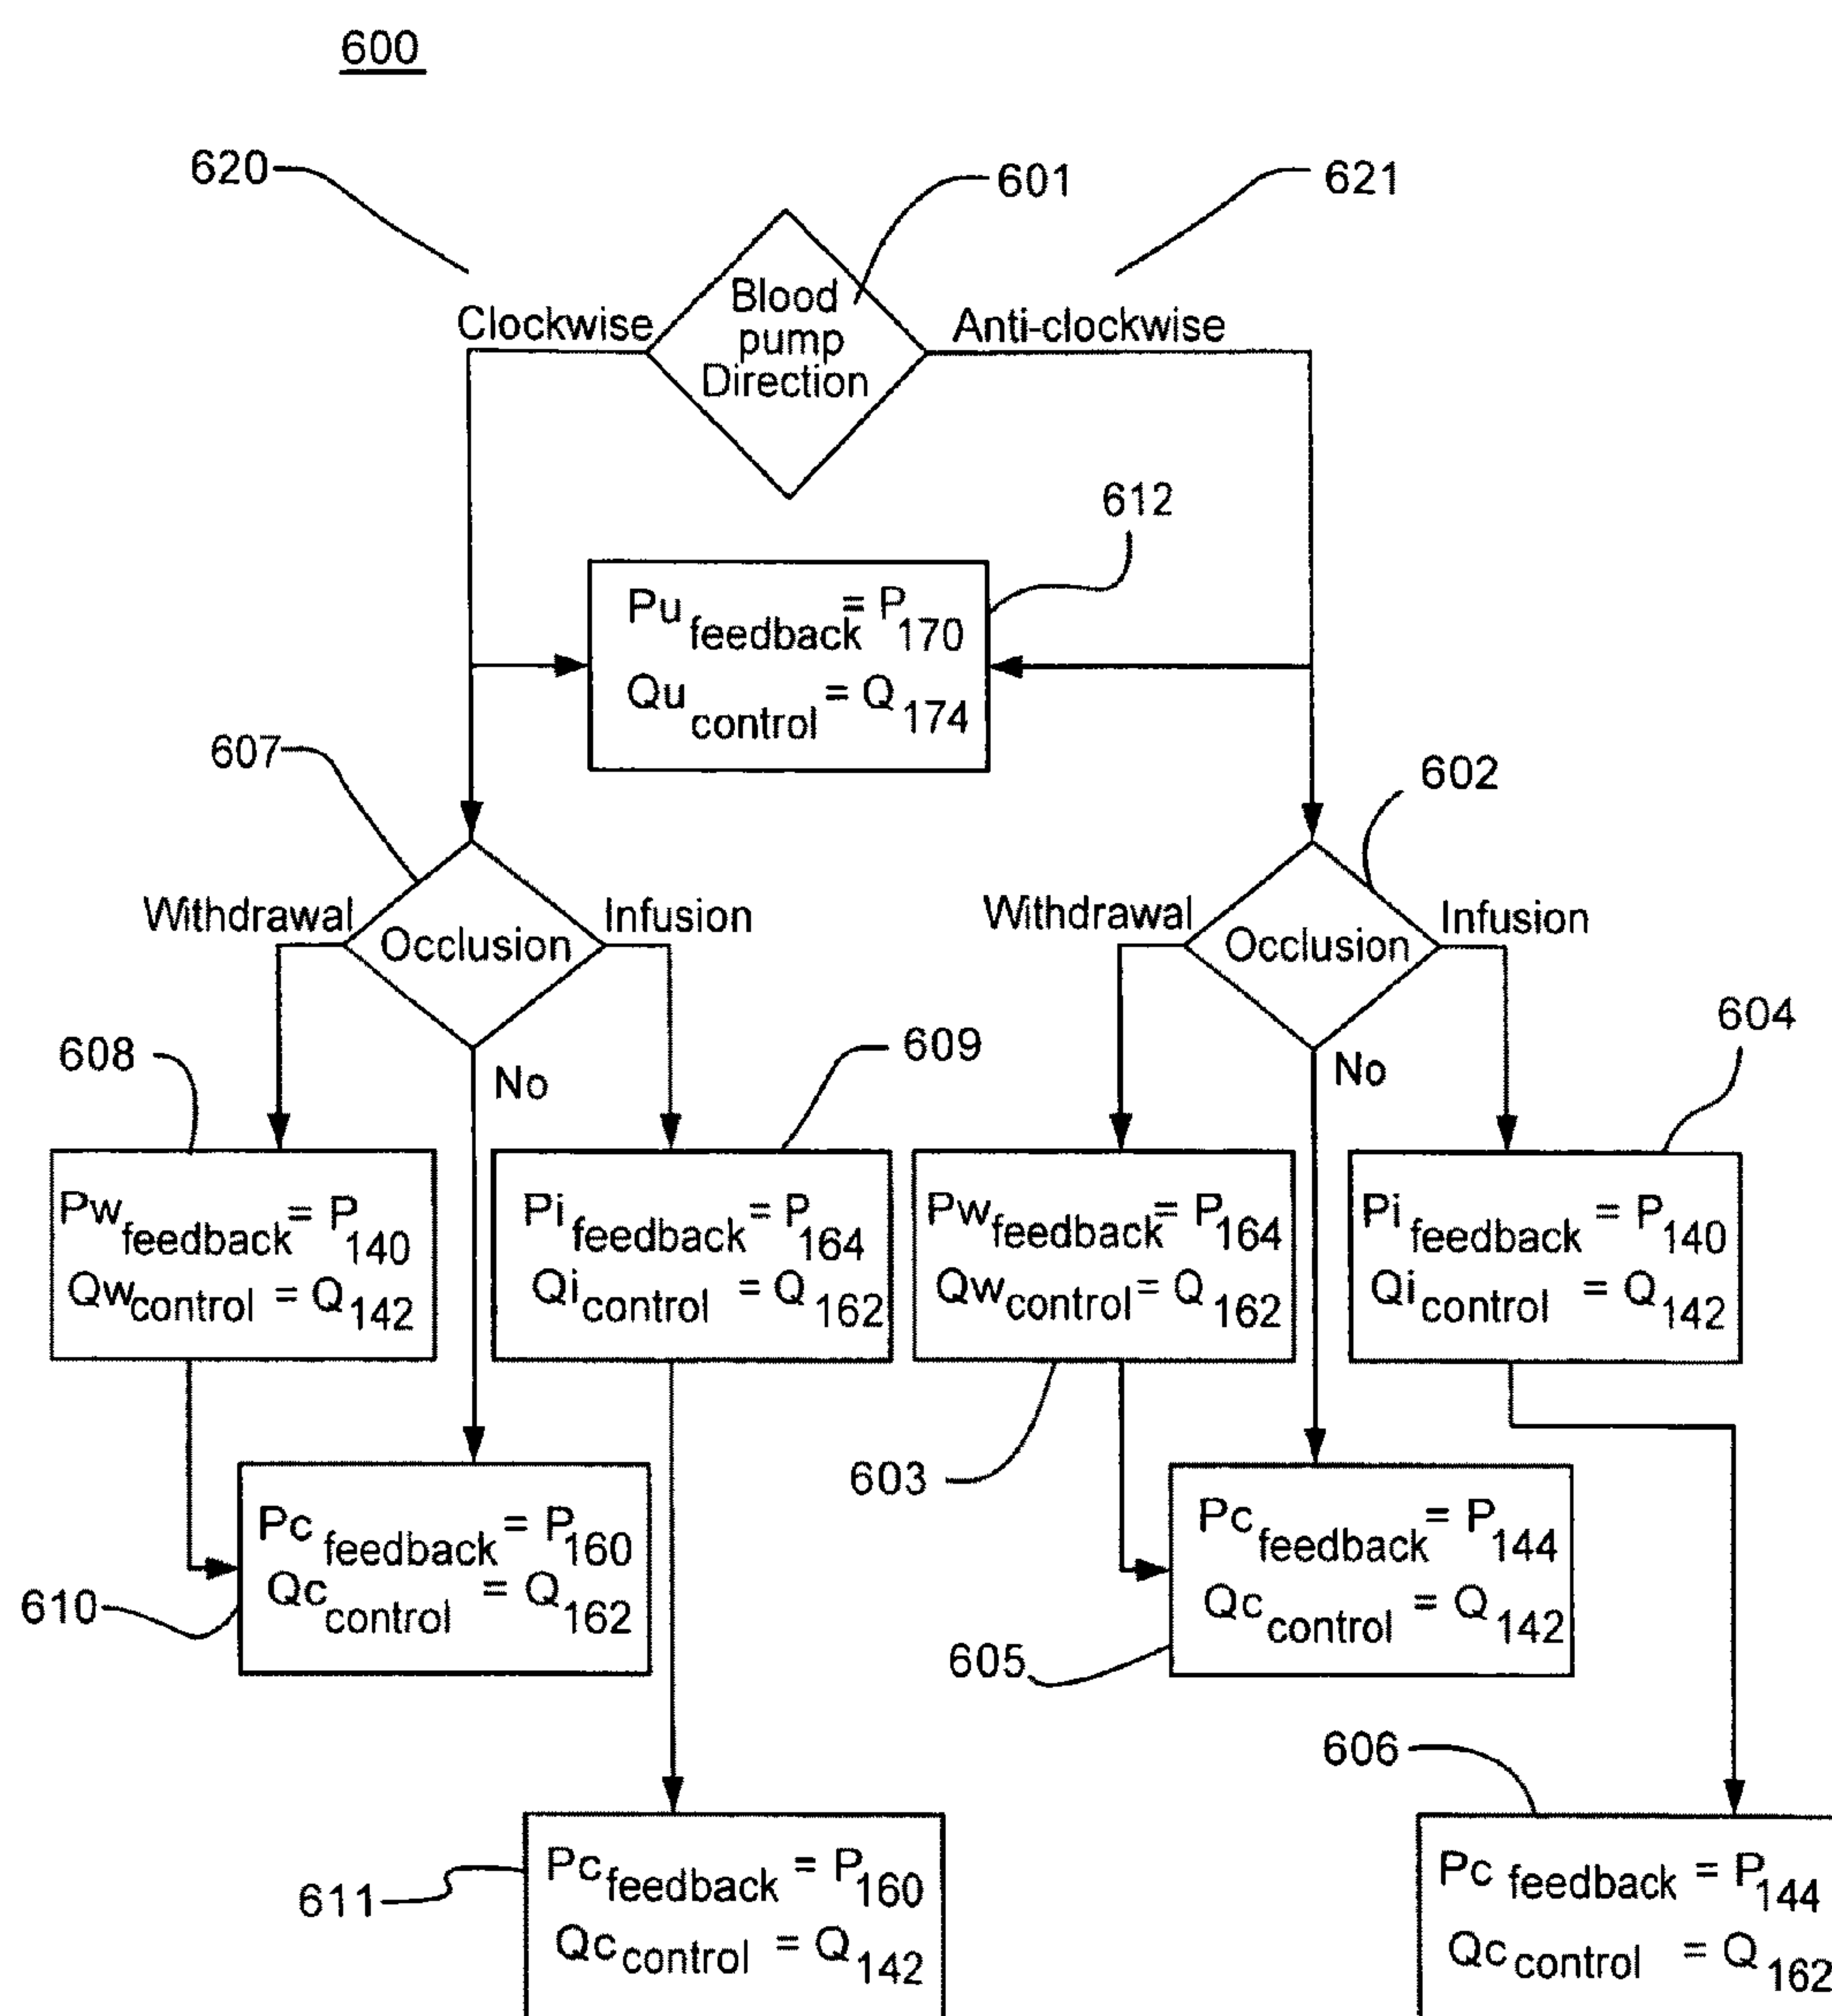 600
620
601
621
Clockwise
Blood
pump
Direction
Anti-clockwise
612
Pu feedback = P 170
Qu control = Q 174
607
602
Withdrawal
Occlusion
Infusion
No
Withdrawal
Occlusion
Infusion
No
608
609
604
Pw feedback = P 140
Qw control = Q 142
Pi feedback = P 164
Qi control = Q 162
Pw feedback = P 164
Qw control = Q 162
Pi feedback = P 140
Qi control = Q 142
603
610
Pc feedback = P 160
Qc control = Q 162
605
Pc feedback = P 144
Qc control = Q 142
606
611
Pc feedback = P 160
Qc control = Q 142
Pc feedback = P 144
Qc control = Q 162